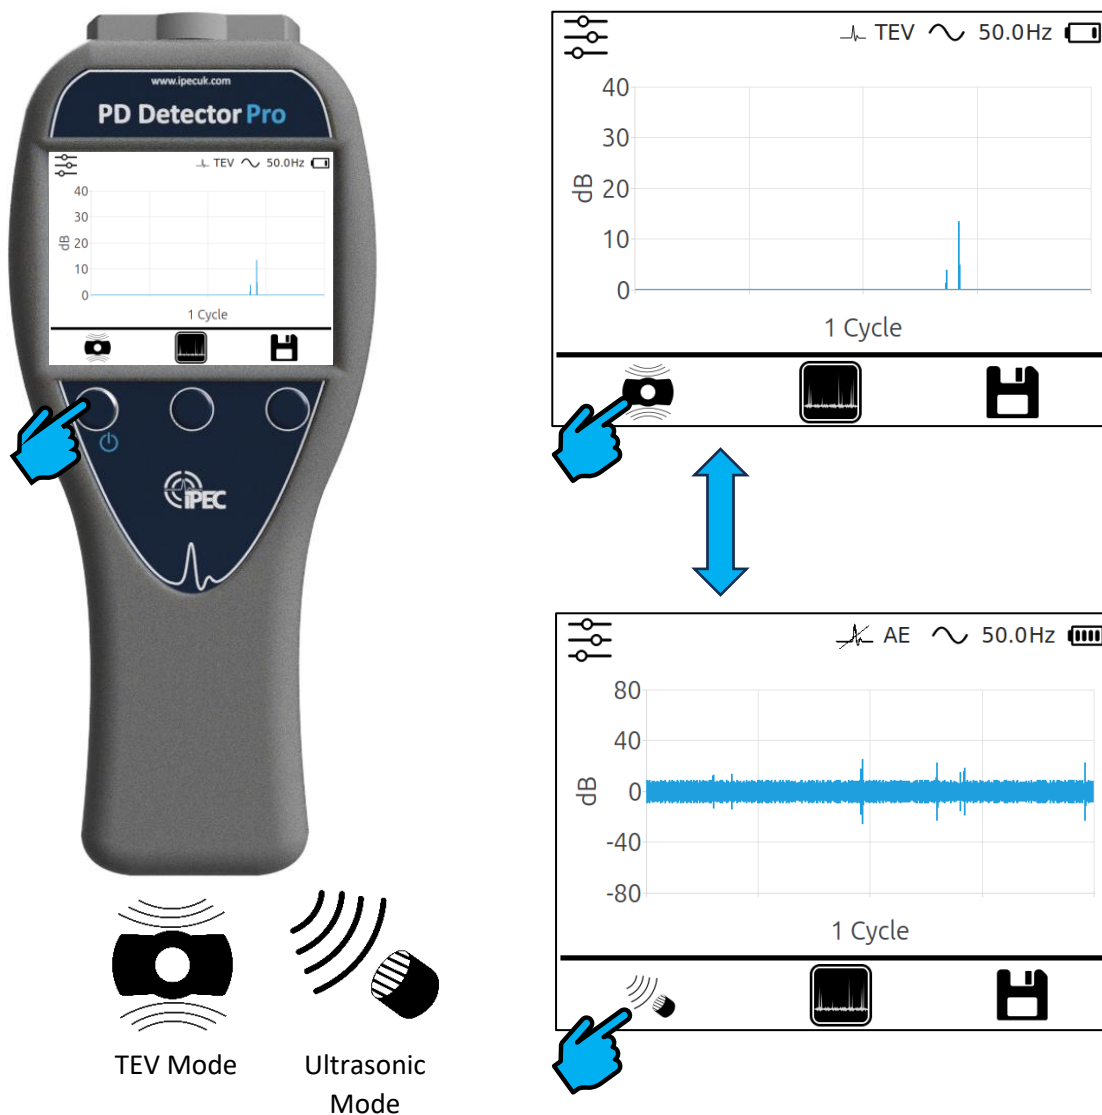 www.ipecuk.com
PD Detector Pro
TEV 50.0Hz
40
30
20
10
0
dB
1 Cycle
iPEC
TEV Mode
Ultrasonic
Mode
TEV 50.0Hz
40
30
20
10
0
dB
1 Cycle
AE 50.0Hz
80
40
0
-40
-80
dB
1 Cycle